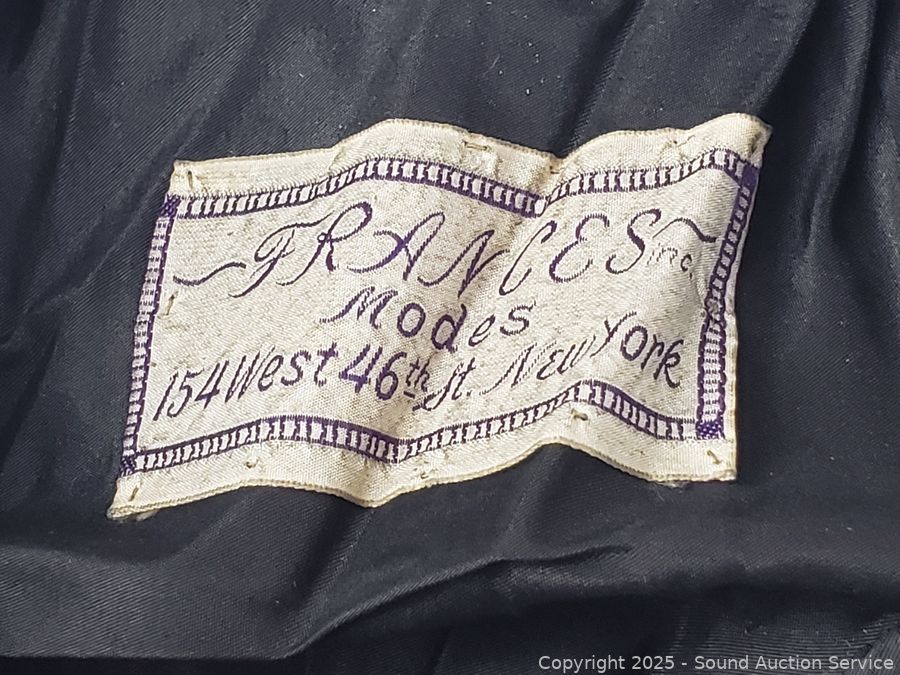 FRANCES inc.
Modes
154 West 46th St. New York
Copyright 2025 - Sound Auction Service